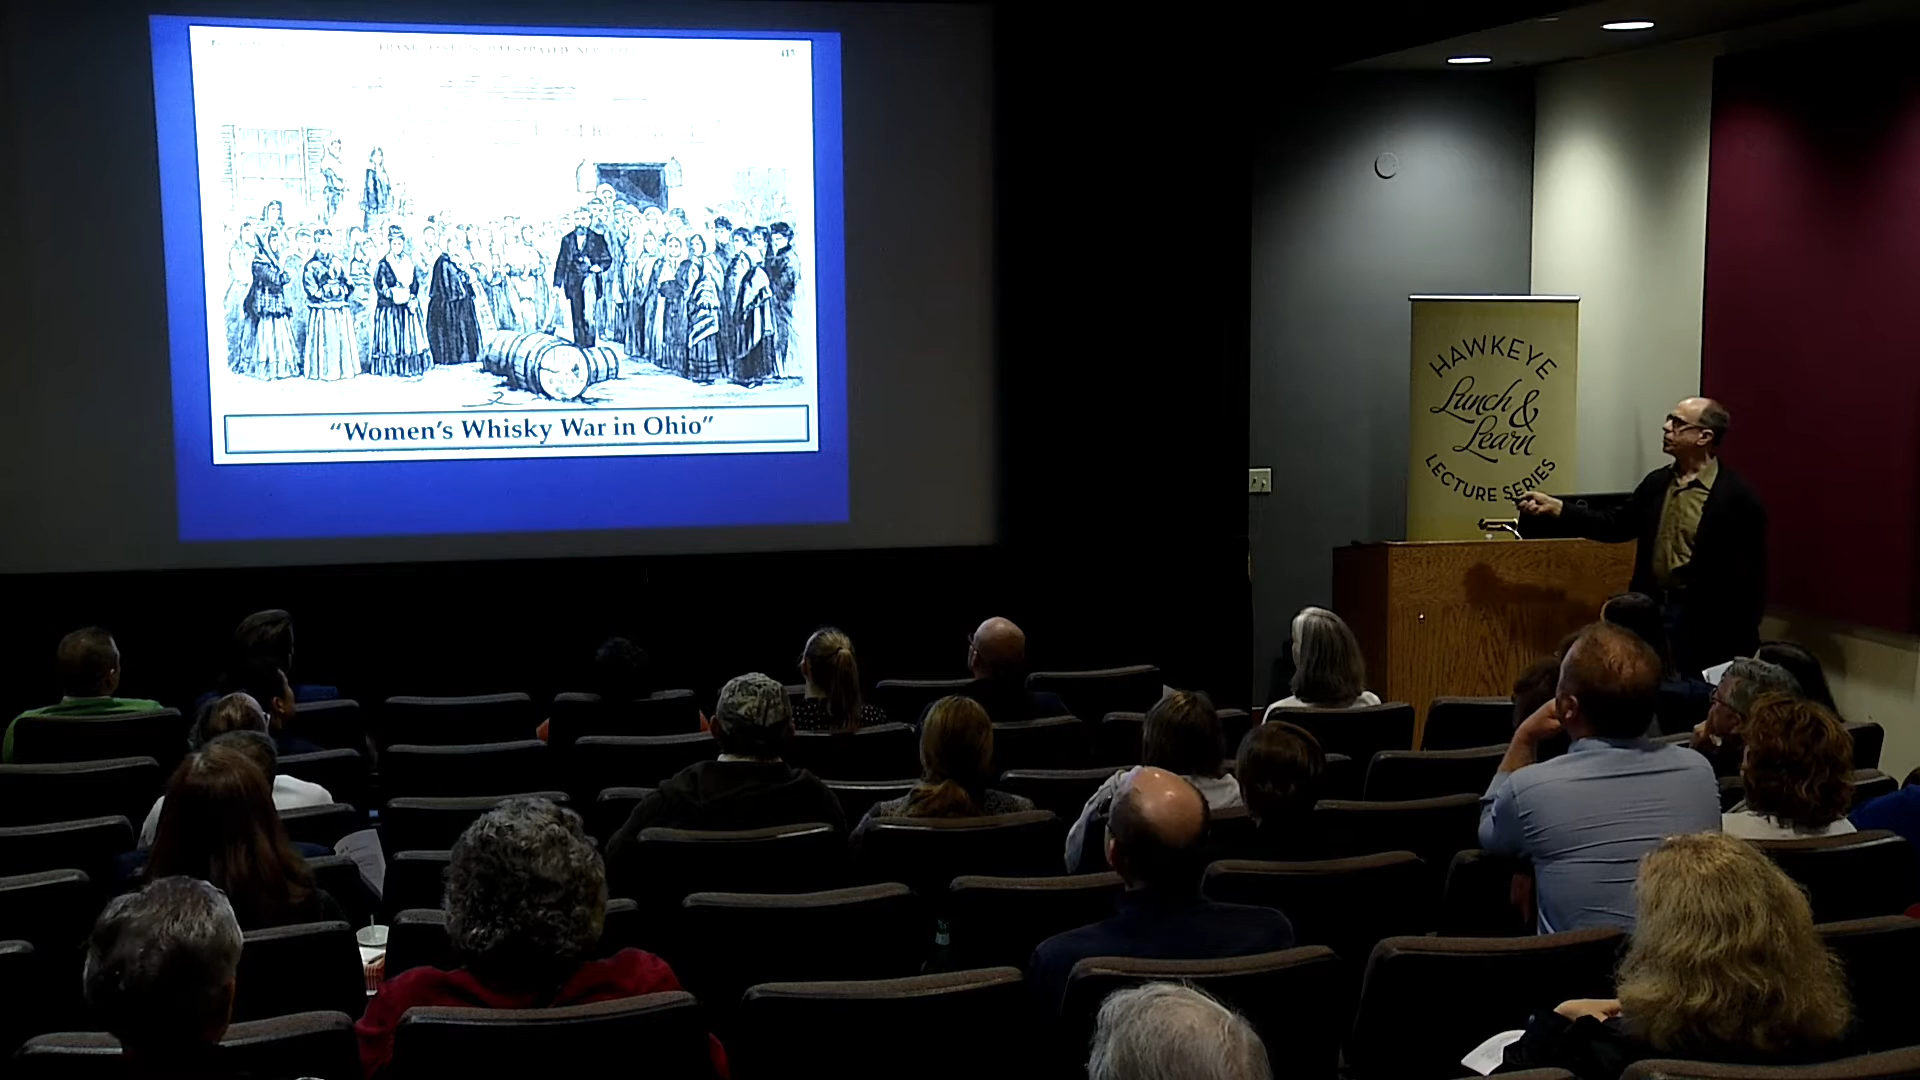 “Women’s Whisky War in Ohio”
HAWKEYE
Lunch &
Learn
LECTURE SERIES